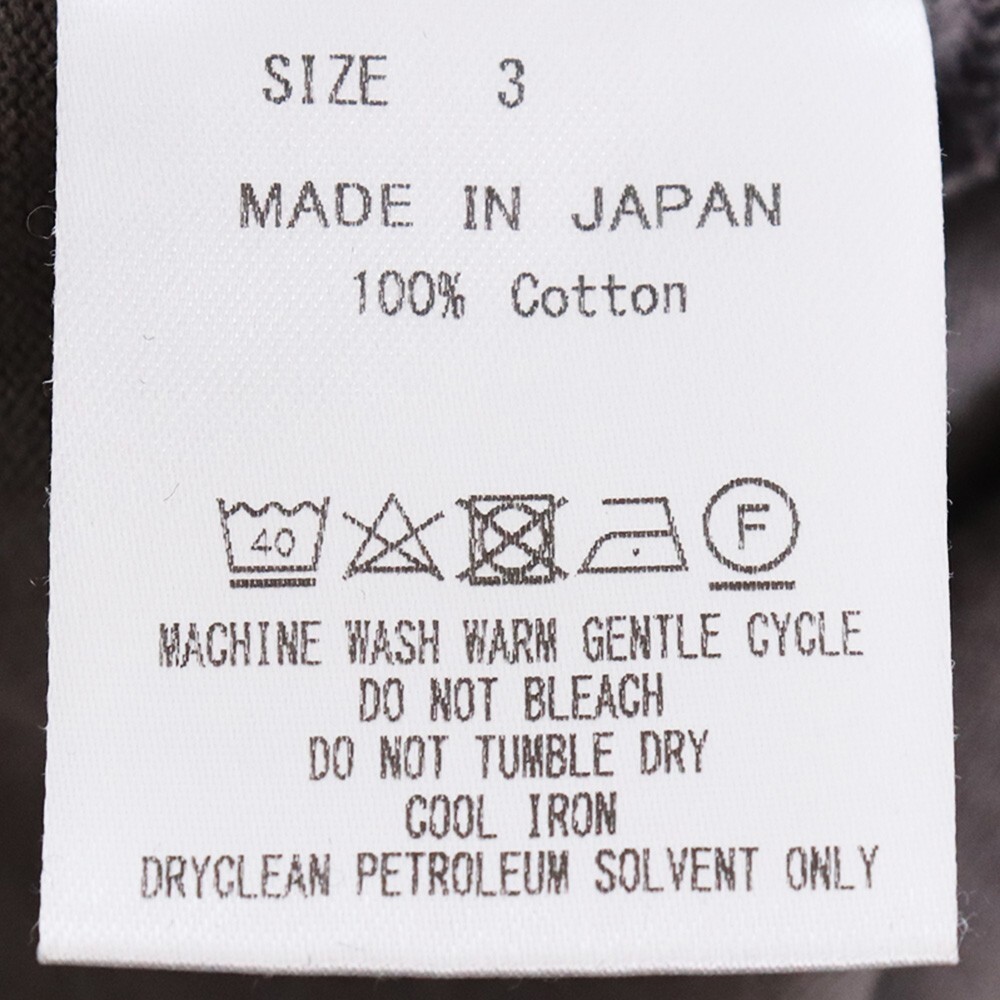 SIZE 3
MADE IN JAPAN
100% Cotton
40 F
MACHINE WASH WARM GENTLE CYCLE
DO NOT BLEACH
DO NOT TUMBLE DRY
COOL IRON
DRYCLEAN PETROLEUM SOLVENT ONLY